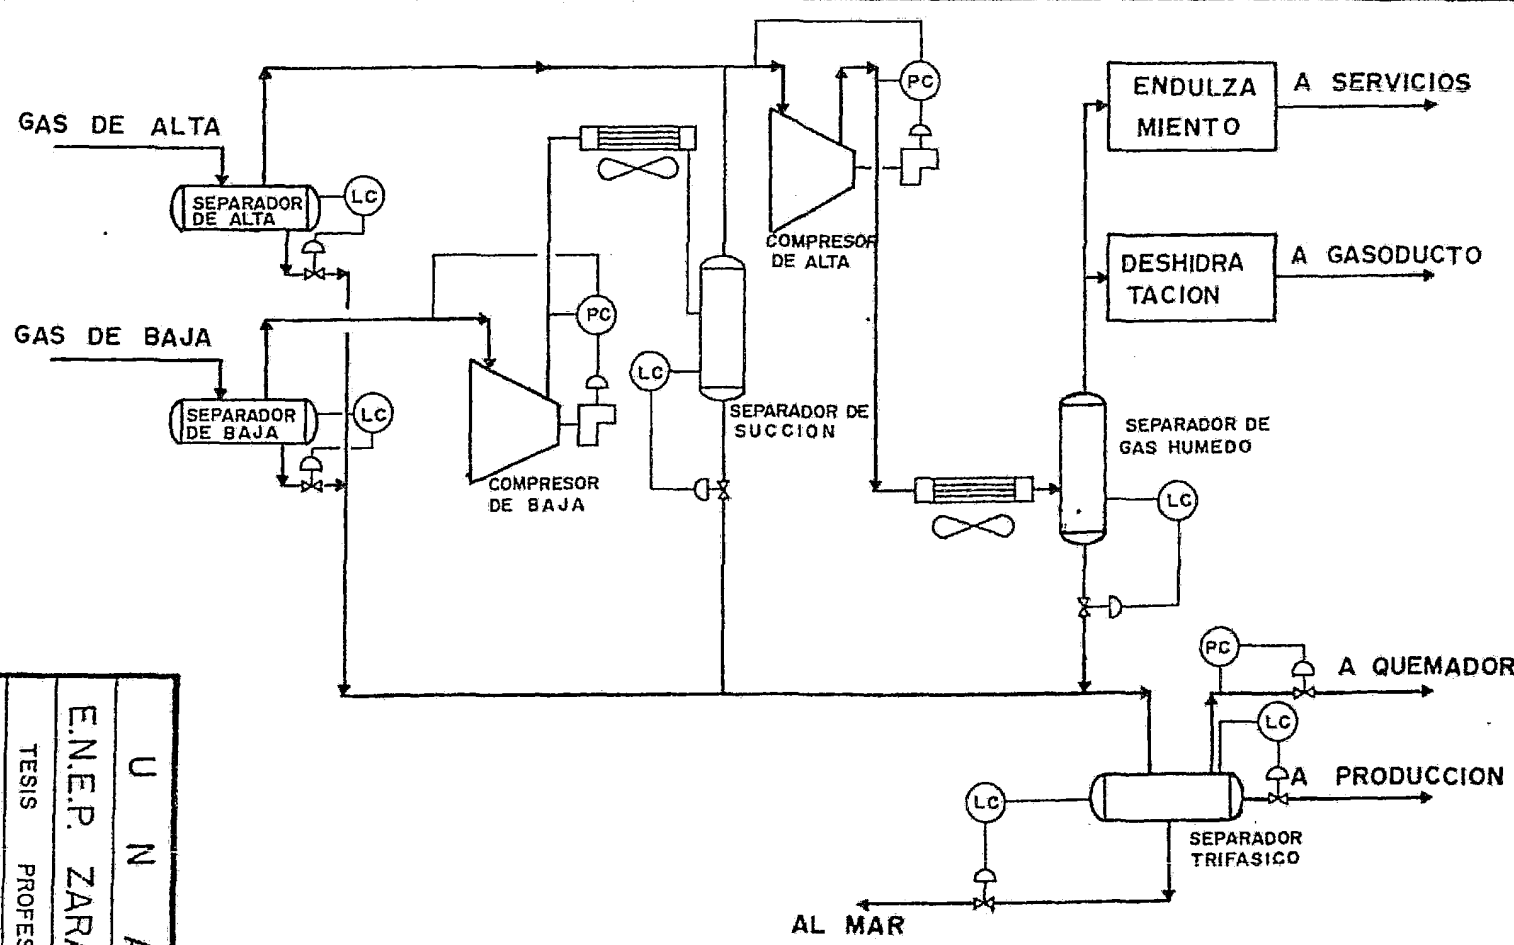 PC
ENDULZA
MIENTO
A SERVICIOS
GAS DE ALTA
SEPARADOR
DE ALTA
LC
COMPRESOR
DE ALTA
DESHIDRA
TACION
A GASODUCTO
GAS DE BAJA
PC
LC
SEPARADOR
DE BAJA
LC
SEPARADOR DE
SUCCION
COMPRESOR
DE BAJA
SEPARADOR DE
GAS HUMEDO
LC
PC
A QUEMADOR
LC
A PRODUCCION
LC
SEPARADOR
TRIFASICO
AL MAR
U N A
E.N.E.P. ZARA
TESIS PROFES